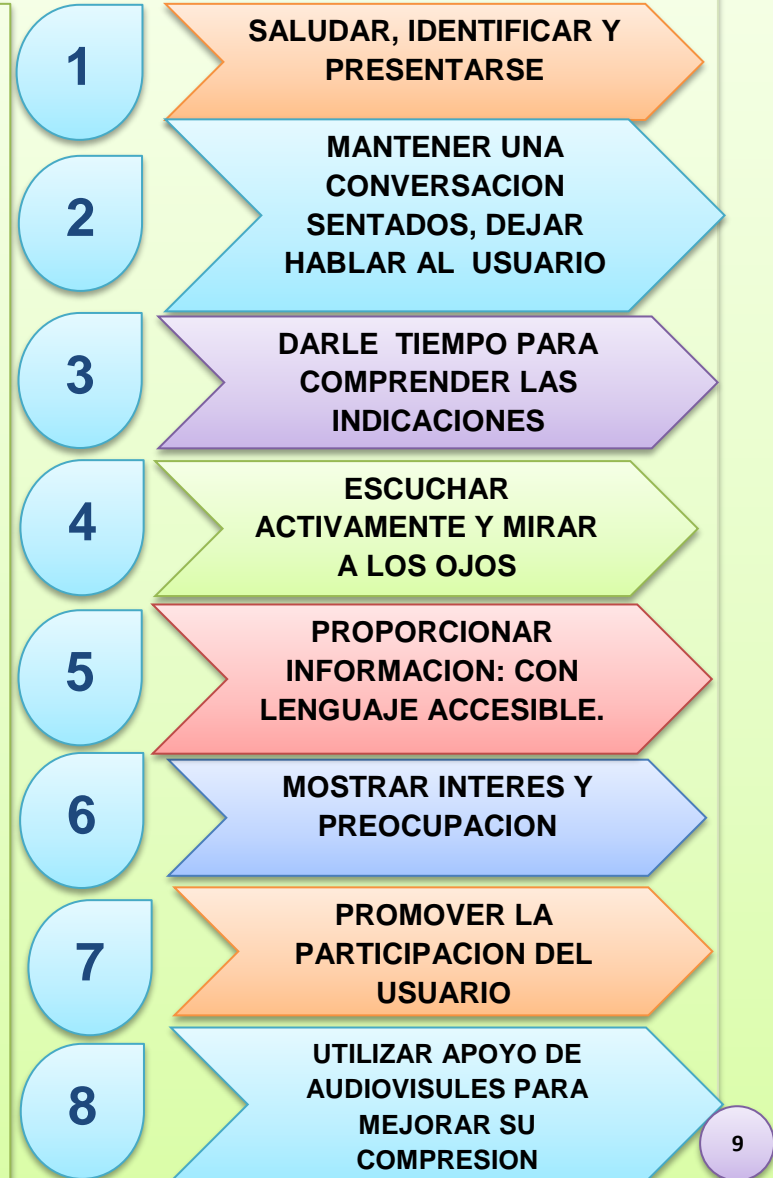 1
SALUDAR, IDENTIFICAR Y
PRESENTARSE
2
MANTENER UNA
CONVERSACION
SENTADOS, DEJAR
HABLAR AL USUARIO
3
DARLE TIEMPO PARA
COMPRENDER LAS
INDICACIONES
4
ESCUCHAR
ACTIVAMENTE Y MIRAR
A LOS OJOS
5
PROPORCIONAR
INFORMACION: CON
LENGUAJE ACCESIBLE.
6
MOSTRAR INTERES Y
PREOCUPACION
7
PROMOVER LA
PARTICIPACION DEL
USUARIO
8
UTILIZAR APOYO DE
AUDIOVISULES PARA
MEJORAR SU
COMPRESION
9